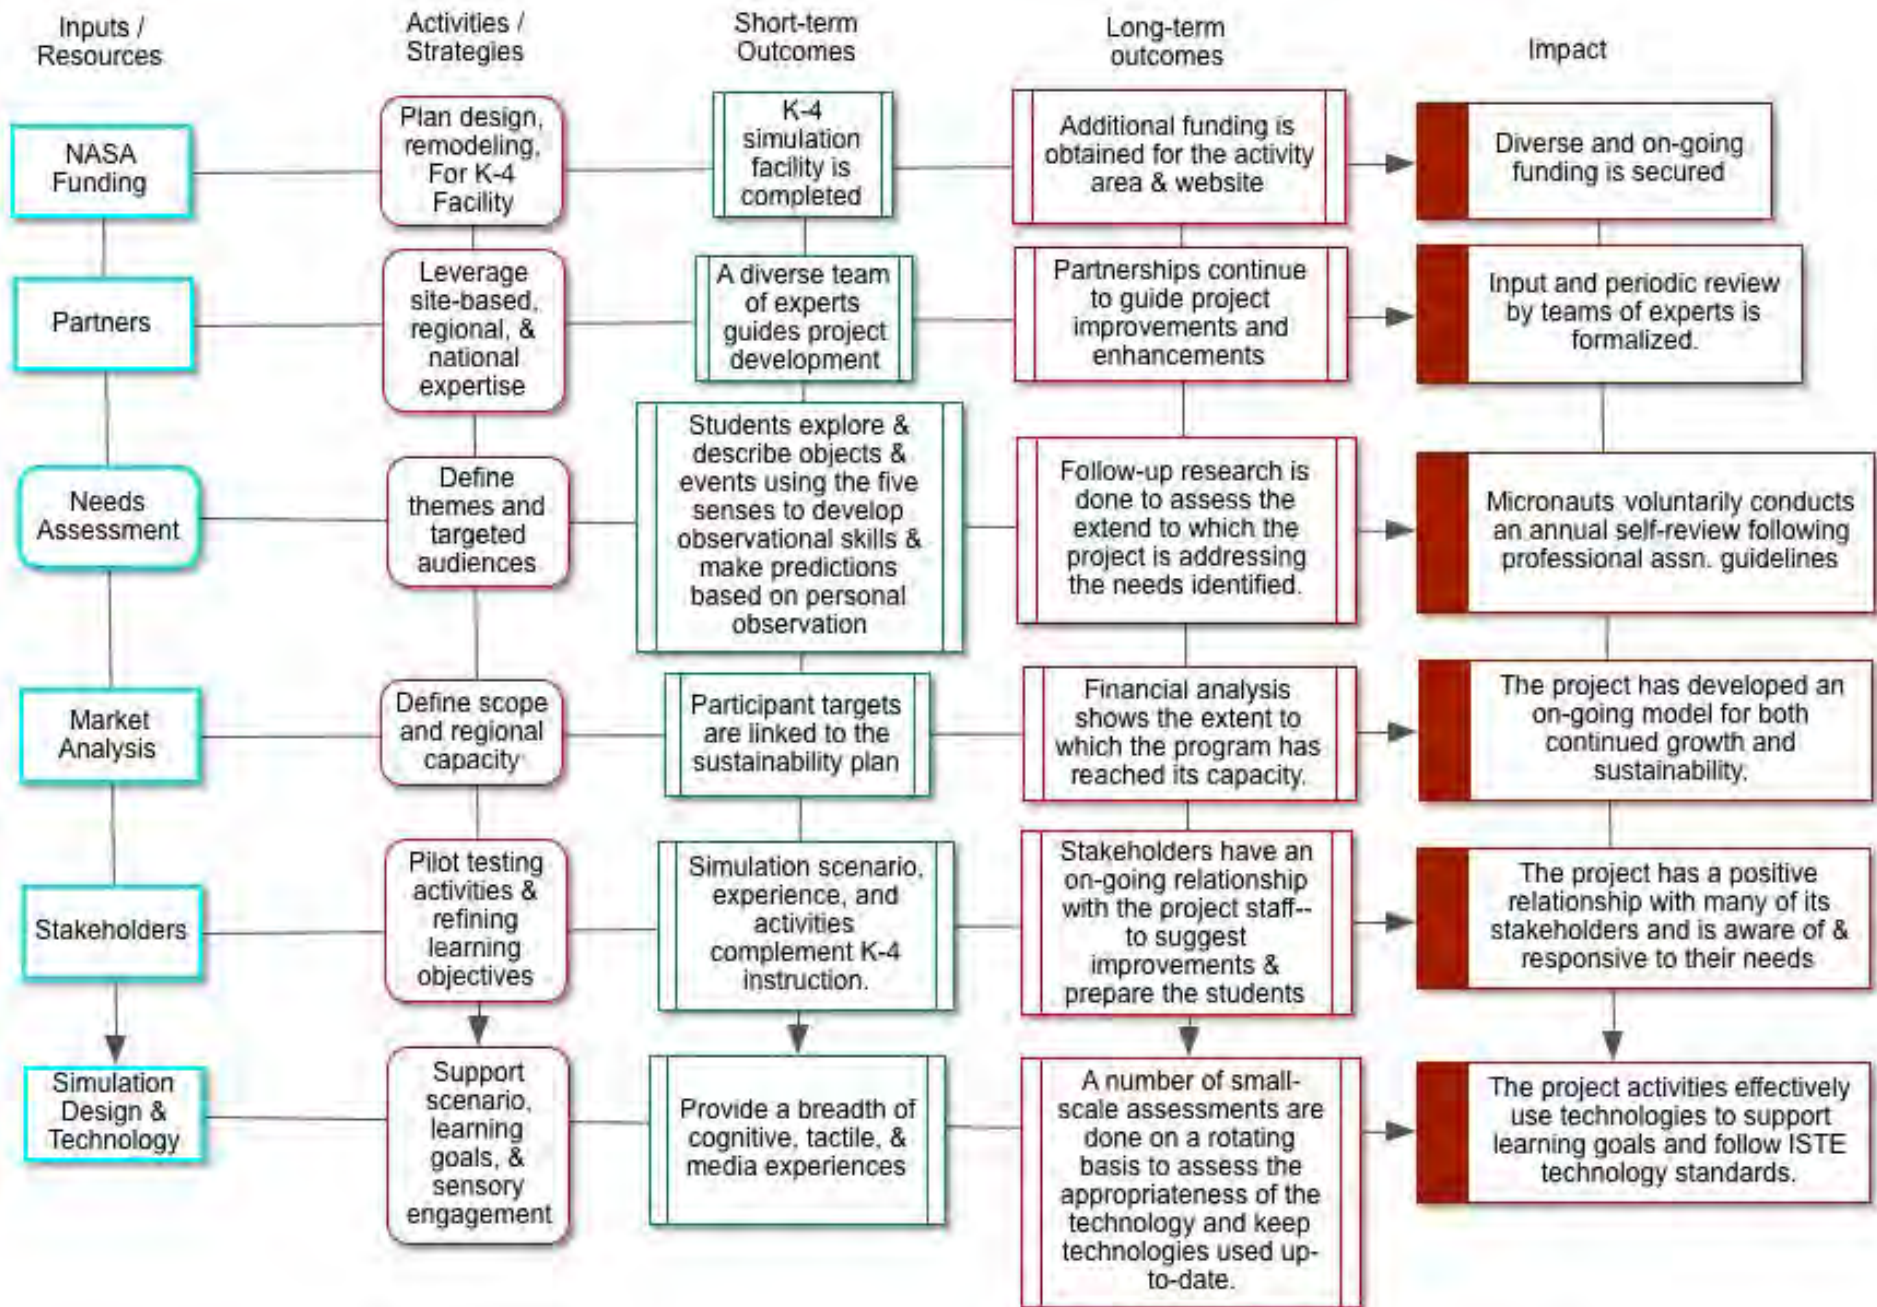 Inputs /
Resources
Activities /
Strategies
Short-term
Outcomes
Long-term
outcomes
Impact
NASA
Funding
Plan design,
remodeling,
For K-4
Facility
K-4
simulation
facility is
completed
Additional funding is
obtained for the activity
area & website
Diverse and on-going
funding is secured
Partners
Leverage
site-based,
regional, &
national
expertise
A diverse team
of experts
guides project
development
Partnerships continue
to guide project
improvements and
enhancements
Input and periodic review
by teams of experts is
formalized.
Needs
Assessment
Define
themes and
targeted
audiences
Students explore &
describe objects &
events using the five
senses to develop
observational skills &
make predictions
based on personal
observation
Follow-up research is
done to assess the
extend to which the
project is addressing
the needs identified.
Micronauts voluntarily conducts
an annual self-review following
professional assn. guidelines
Market
Analysis
Define scope
and regional
capacity
Participant targets
are linked to the
sustainability plan
Financial analysis
shows the extent to
which the program has
reached its capacity.
The project has developed an
on-going model for both
continued growth and
sustainability.
Stakeholders
Pilot testing
activities &
refining
learning
objectives
Simulation scenario,
experience, and
activities
complement K-4
instruction.
Stakeholders have an
on-going relationship
with the project staff--
to suggest
improvements &
prepare the students
The project has a positive
relationship with many of its
stakeholders and is aware of &
responsive to their needs
Simulation
Design &
Technology
Support
scenario,
learning
goals, &
sensory
engagement
Provide a breadth of
cognitive, tactile, &
media experiences
A number of small-
scale assessments are
done on a rotating
basis to assess the
appropriateness of the
technology and keep
technologies used up-
to-date.
The project activities effectively
use technologies to support
learning goals and follow ISTE
technology standards.